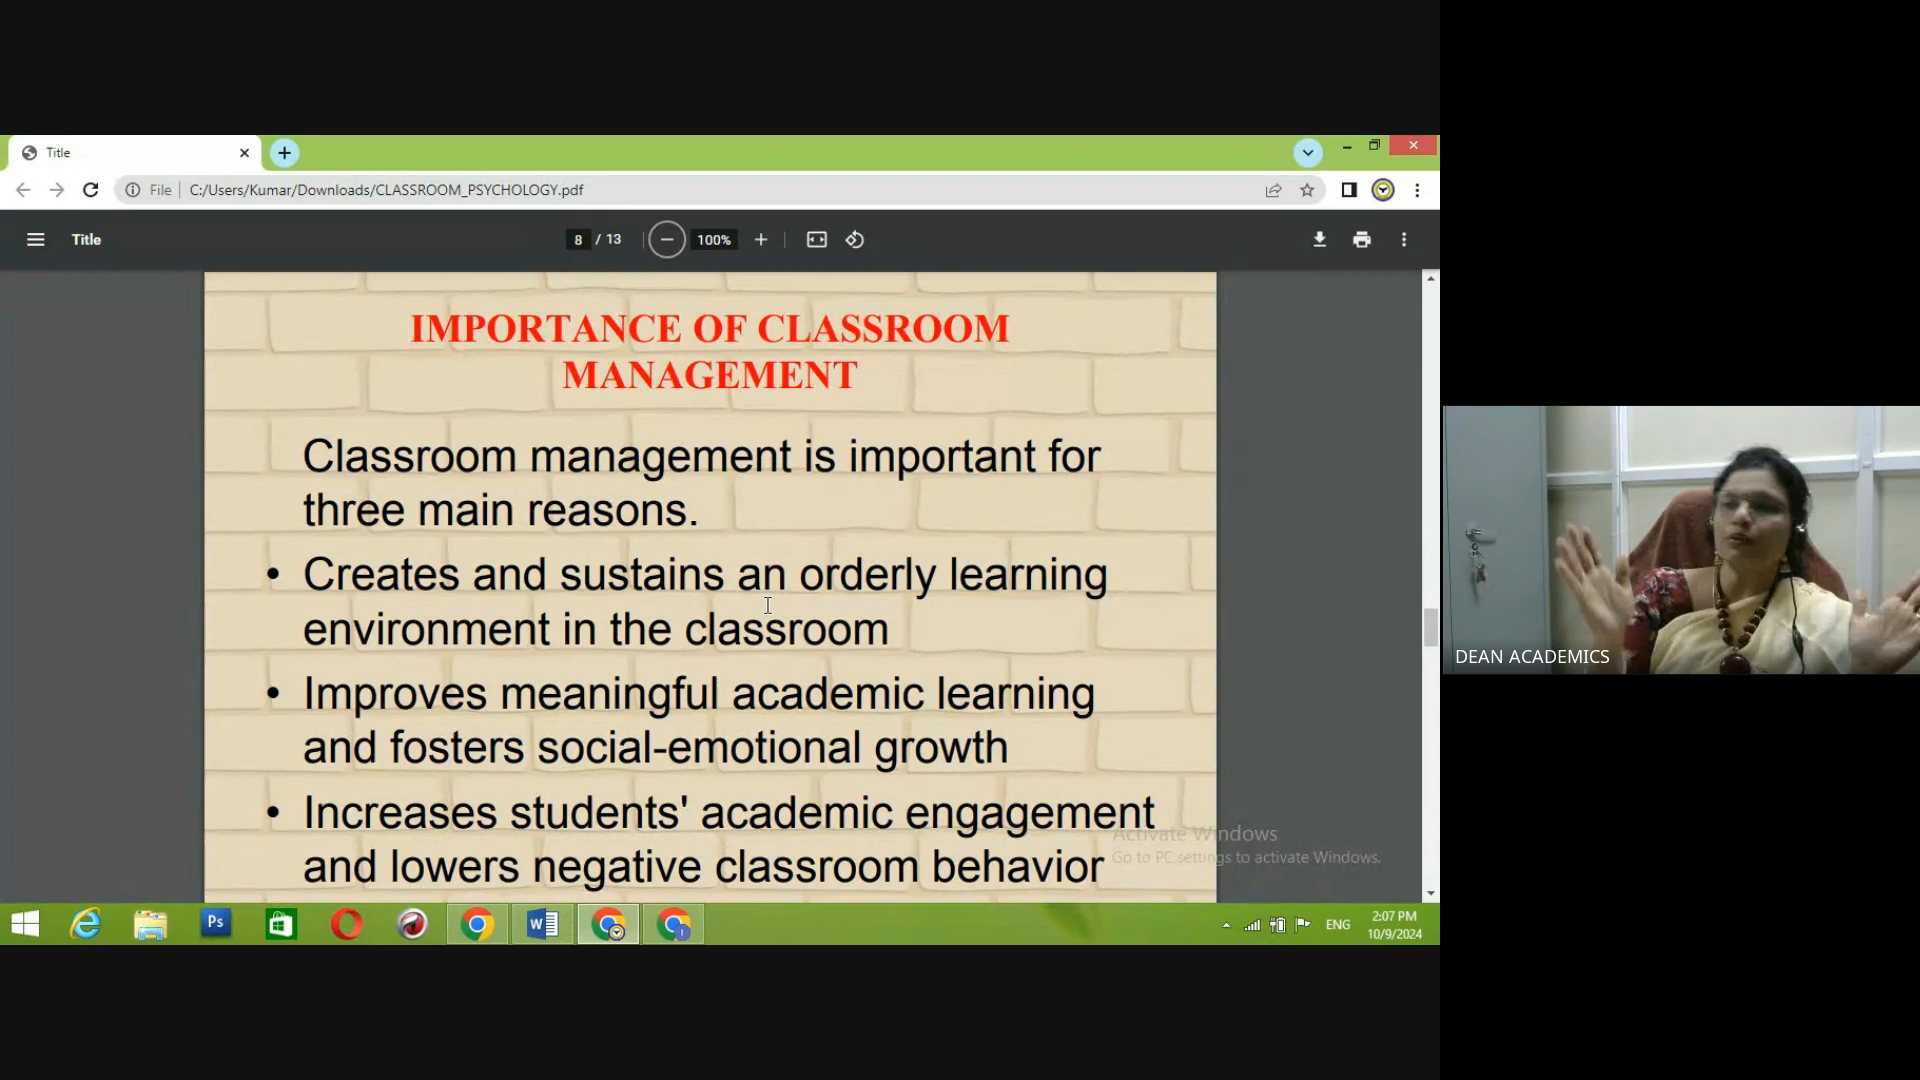 Title
File
C:/Users/Kumar/Downloads/CLASSROOM_PSYCHOLOGY.pdf
Title
8 / 13
100%
IMPORTANCE OF CLASSROOM
MANAGEMENT
Classroom management is important for
three main reasons.
• Creates and sustains an orderly learning
environment in the classroom
• Improves meaningful academic learning
and fosters social-emotional growth
• Increases students' academic engagement
and lowers negative classroom behavior
Activate Windows
Go to PC settings to activate Windows.
DEAN ACADEMICS
Ps
W
ENG
2:07 PM
10/9/2024